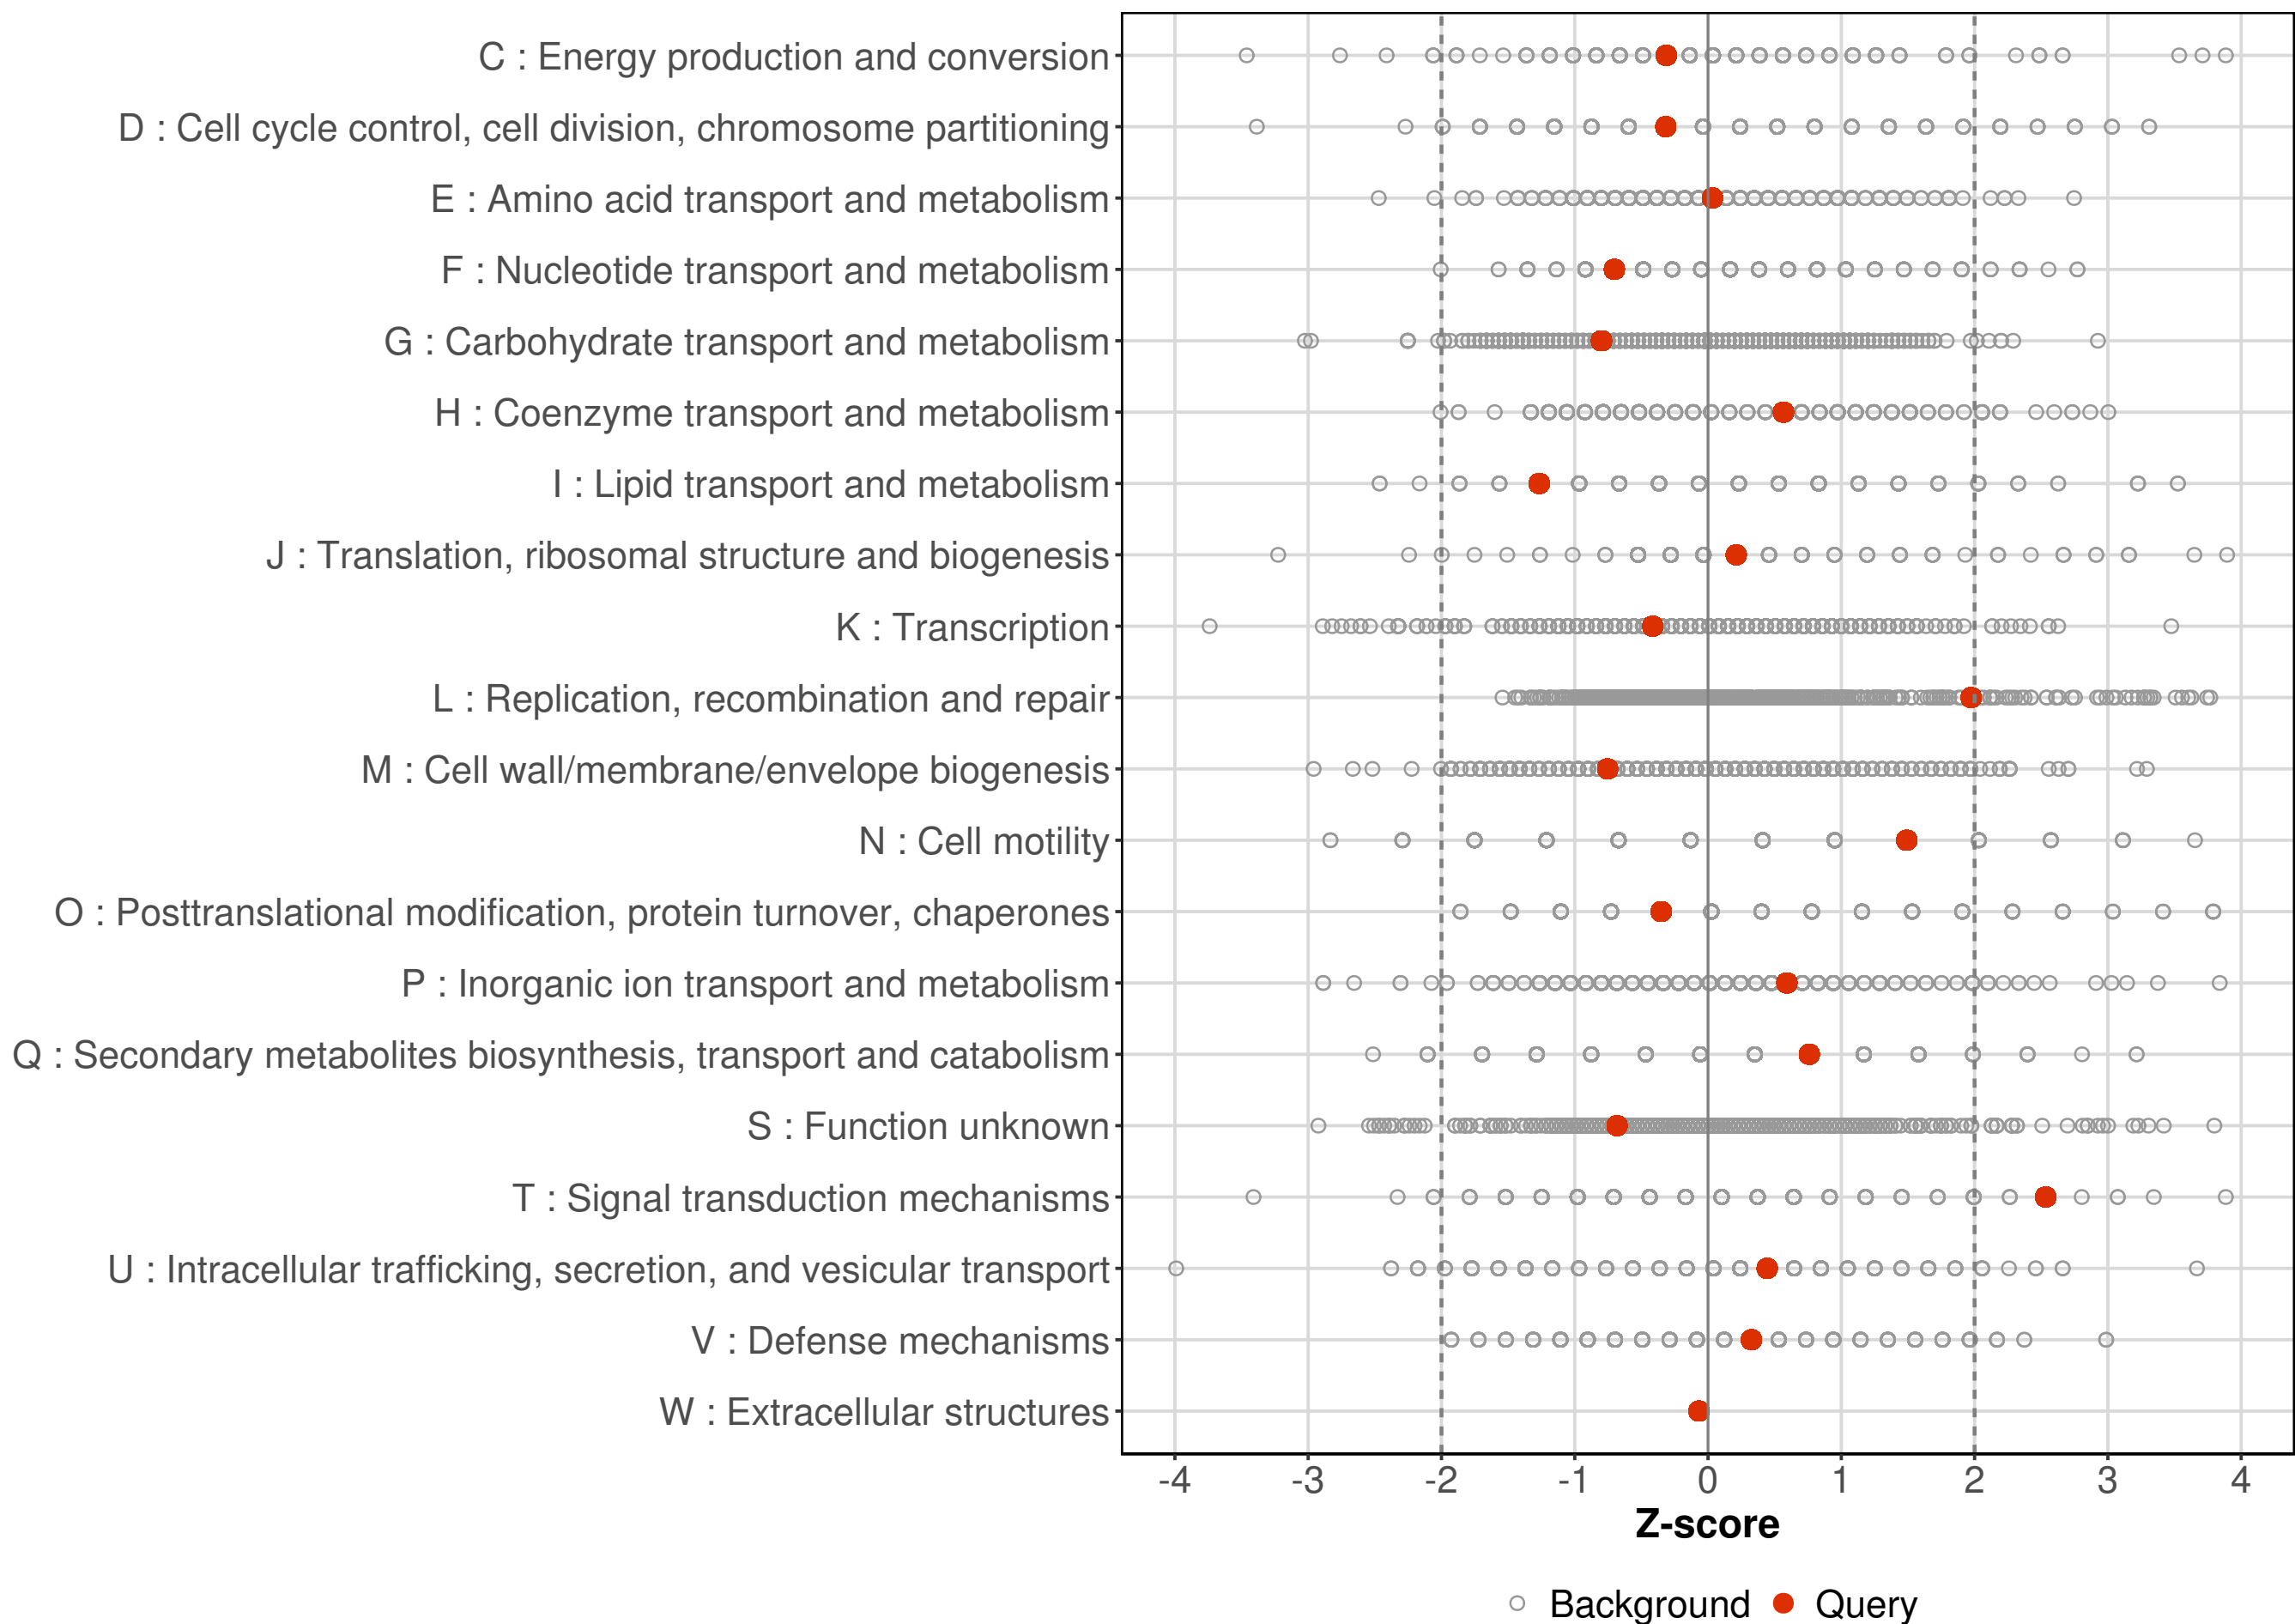 C : Energy production and conversion
D : Cell cycle control, cell division, chromosome partitioning
E : Amino acid transport and metabolism
F : Nucleotide transport and metabolism
G : Carbohydrate transport and metabolism
H : Coenzyme transport and metabolism
I : Lipid transport and metabolism
J : Translation, ribosomal structure and biogenesis
K : Transcription
L : Replication, recombination and repair
M : Cell wall/membrane/envelope biogenesis
N : Cell motility
O : Posttranslational modification, protein turnover, chaperones
P : Inorganic ion transport and metabolism
Q : Secondary metabolites biosynthesis, transport and catabolism
S : Function unknown
T : Signal transduction mechanisms
U : Intracellular trafficking, secretion, and vesicular transport
V : Defense mechanisms
W : Extracellular structures
-4 -3 -2 -1 0 1 2 3 4
Z-score
Background Query